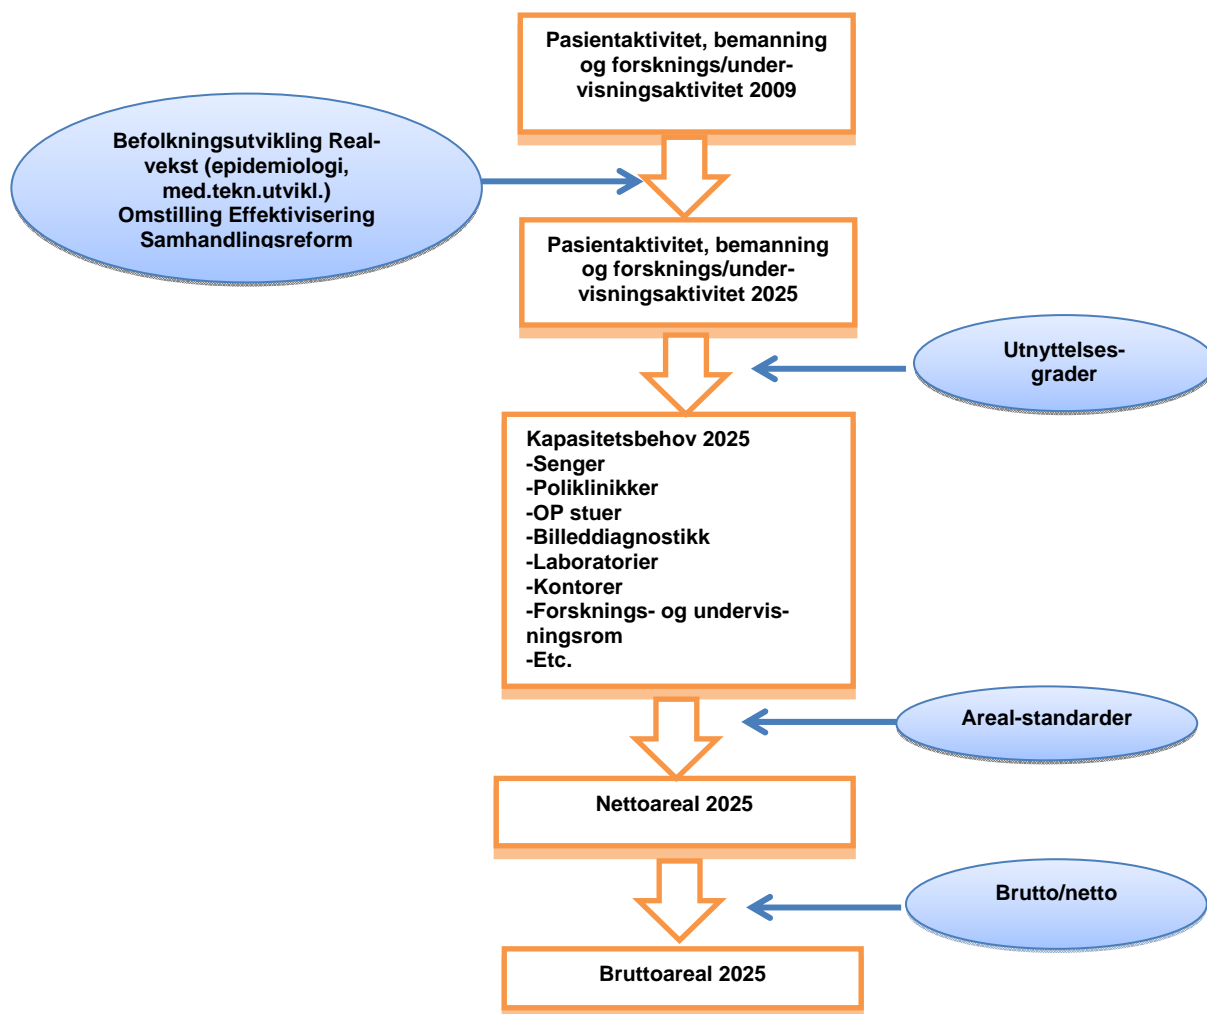 Pasientaktivitet, bemanning
og forsknings/under-
visningsaktivitet 2009
Befolkningsutvikling Real-
vekst (epidemiologi,
med.tekn.utvikl.)
Omstilling Effektivisering
Samhandlingsreform
Pasientaktivitet, bemanning
og forsknings/under-
visningsaktivitet 2025
Utnyttelses-
grader
Kapasitetsbehov 2025
-Senger
-Poliklinikker
-OP stuer
-Billeddiagnostikk
-Laboratorier
-Kontorer
-Forsknings- og undervis-
ningsrom
-Etc.
Areal-standarder
Nettoareal 2025
Brutto/netto
Bruttoareal 2025